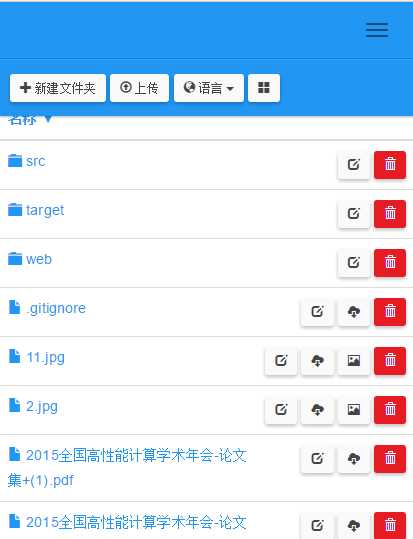 新建文件夹 上传 语言
名称 ▼
src
target
web
.gitignore
11.jpg
2.jpg
2015全国高性能计算学术年会-论文
集+(1).pdf
2015全国高性能计算学术年会-论文